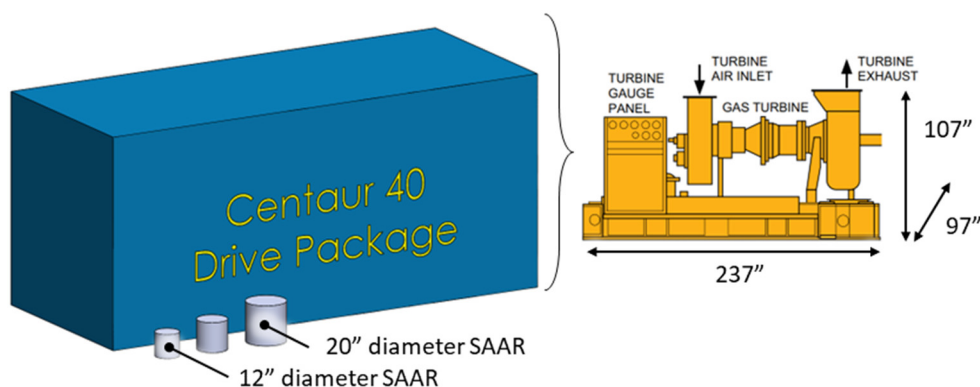 Centaur 40
Drive Package
20” diameter SAAR
12” diameter SAAR
TURBINE
GAUGE
PANEL
TURBINE
AIR INLET
GAS TURBINE
TURBINE
EXHAUST
107”
97”
237”